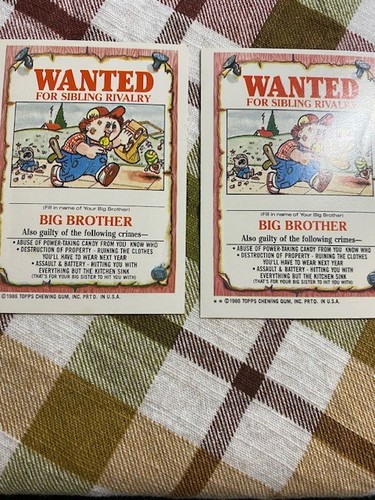 WANTED
FOR SIBLING RIVALRY
(Fill in name of Your Big Brother)
BIG BROTHER
Also guilty of the following crimes—
• ABUSE OF POWER-TAKING CANDY FROM YOU KNOW WHO
• DESTRUCTION OF PROPERTY - RUINING THE CLOTHES
YOU'LL HAVE TO WEAR NEXT YEAR
• ASSAULT & BATTERY - HITTING YOU WITH
EVERYTHING BUT THE KITCHEN SINK
(THAT'S FOR YOUR BIG SISTER TO HIT YOU WITH)
©1986 TOPPS CHEWING GUM, INC. PRTD. IN U.S.A.
WANTED
FOR SIBLING RIVALRY
(Fill in name of Your Big Brother)
BIG BROTHER
Also guilty of the following crimes—
• ABUSE OF POWER-TAKING CANDY FROM YOU KNOW WHO
• DESTRUCTION OF PROPERTY - RUINING THE CLOTHES
YOU'LL HAVE TO WEAR NEXT YEAR
• ASSAULT & BATTERY - HITTING YOU WITH
EVERYTHING BUT THE KITCHEN SINK
(THAT'S FOR YOUR BIG SISTER TO HIT YOU WITH)
** ©1986 TOPPS CHEWING GUM, INC. PRTD. IN U.S.A.